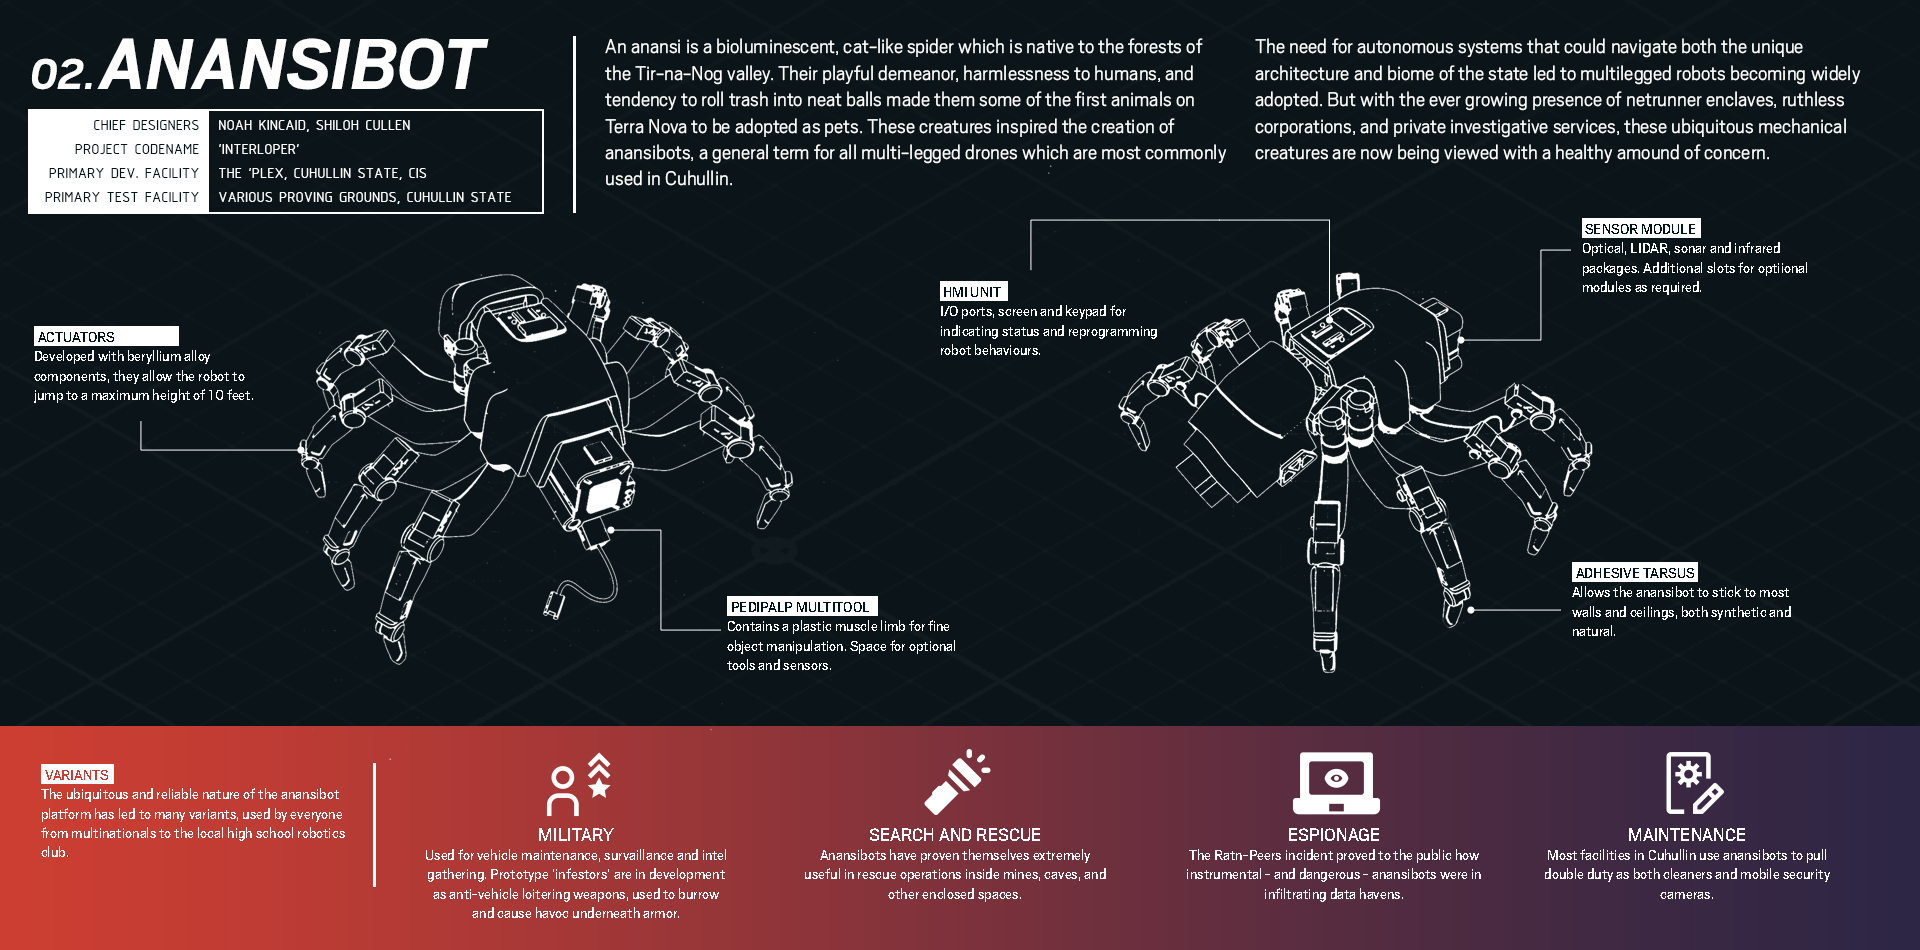 02. ANANSIBOT
CHIEF DESIGNERS NOAH KINCAID, SHILOH CULLEN
PROJECT CODENAME 'INTERLOPER'
PRIMARY DEV. FACILITY THE 'PLEX, CUHULLIN STATE, CIS
PRIMARY TEST FACILITY VARIOUS PROVING GROUNDS, CUHULLIN STATE
An anansi is a bioluminescent, cat-like spider which is native to the forests of
the Tir-na-Nog valley. Their playful demeanor, harmlessness to humans, and
tendency to roll trash into neat balls made them some of the first animals on
Terra Nova to be adopted as pets. These creatures inspired the creation of
anansibots, a general term for all multi-legged drones which are most commonly
used in Cuhullin.
The need for autonomous systems that could navigate both the unique
architecture and biome of the state led to multilegged robots becoming widely
adopted. But with the ever growing presence of netrunner enclaves, ruthless
corporations, and private investigative services, these ubiquitous mechanical
creatures are now being viewed with a healthy amound of concern.
ACTUATORS
Developed with beryllium alloy
components, they allow the robot to
jump to a maximum height of 10 feet.
PEDIPALP MULTITOOL
Contains a plastic muscle limb for fine
object manipulation. Space for optional
tools and sensors.
HMI UNIT
I/O ports, screen and keypad for
indicating status and reprogramming
robot behaviours.
SENSOR MODULE
Optical, LIDAR, sonar and infrared
packages. Additional slots for optiional
modules as required.
ADHESIVE TARSUS
Allows the anansibot to stick to most
walls and ceilings, both synthetic and
natural.
VARIANTS
The ubiquitous and reliable nature of the anansibot
platform has led to many variants, used by everyone
from multinationals to the local high school robotics
club.
MILITARY
Used for vehicle maintenance, survaillance and intel
gathering. Prototype 'infestors' are in development
as anti-vehicle loitering weapons, used to burrow
and cause havoc underneath armor.
SEARCH AND RESCUE
Anansibots have proven themselves extremely
useful in rescue operations inside mines, caves, and
other enclosed spaces.
ESPIONAGE
The Ratn-Peers incident proved to the public how
instrumental - and dangerous - anansibots were in
infiltrating data havens.
MAINTENANCE
Most facilities in Cuhullin use anansibots to pull
double duty as both cleaners and mobile security
cameras.